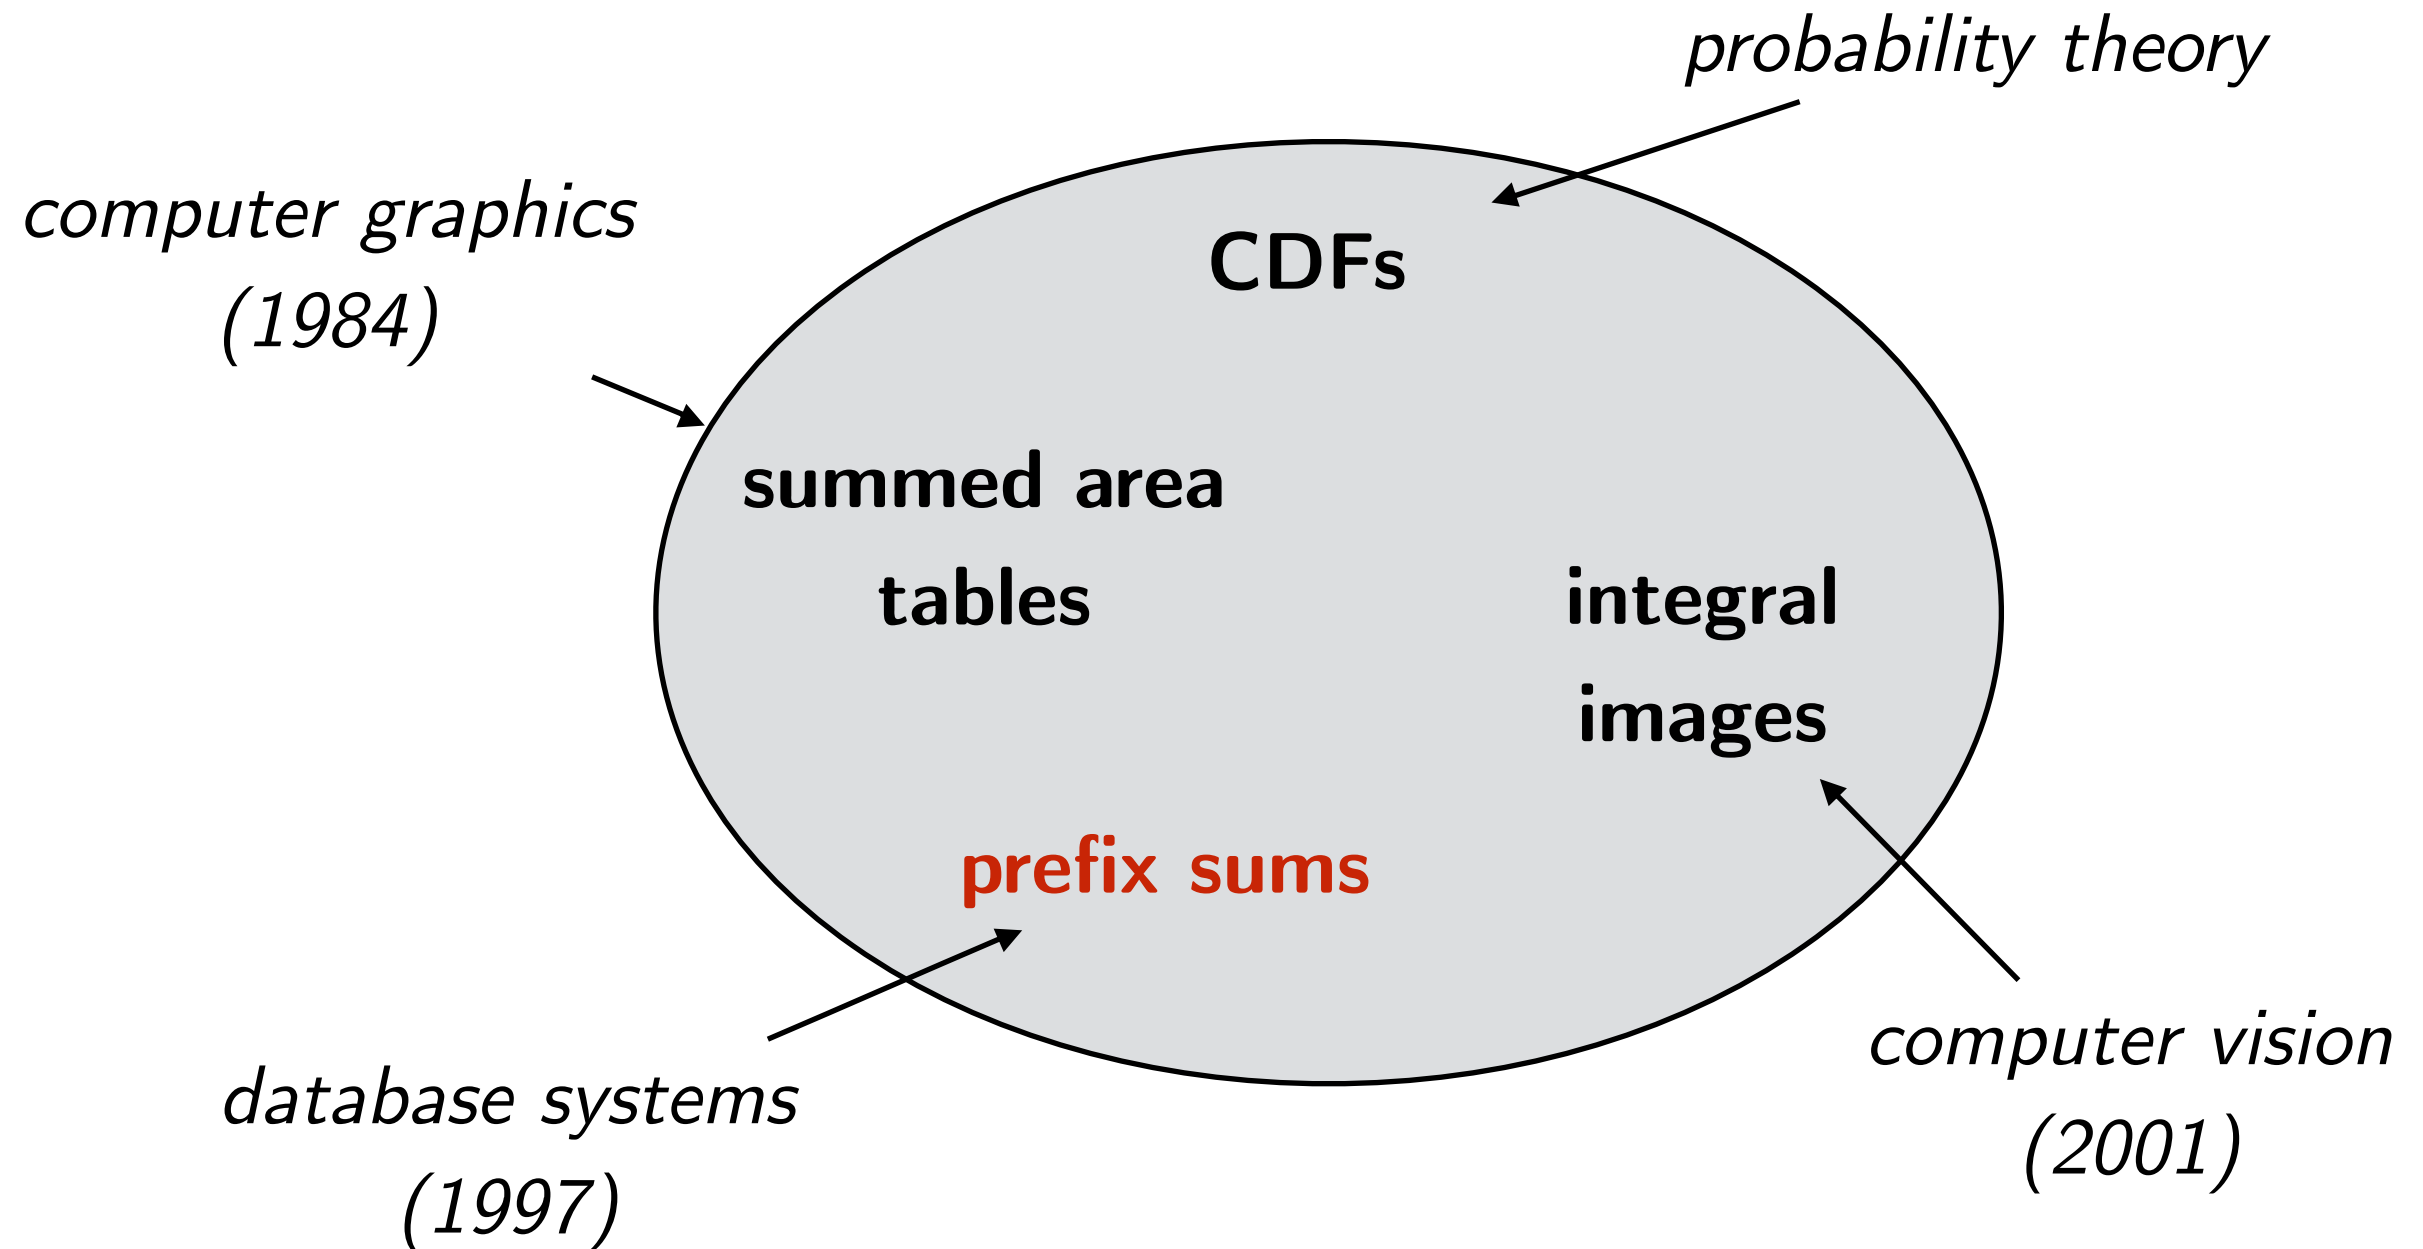 probability theory
computer graphics
(1984)
CDFs
summed area
tables
integral
images
prefix sums
computer vision
(2001)
database systems
(1997)